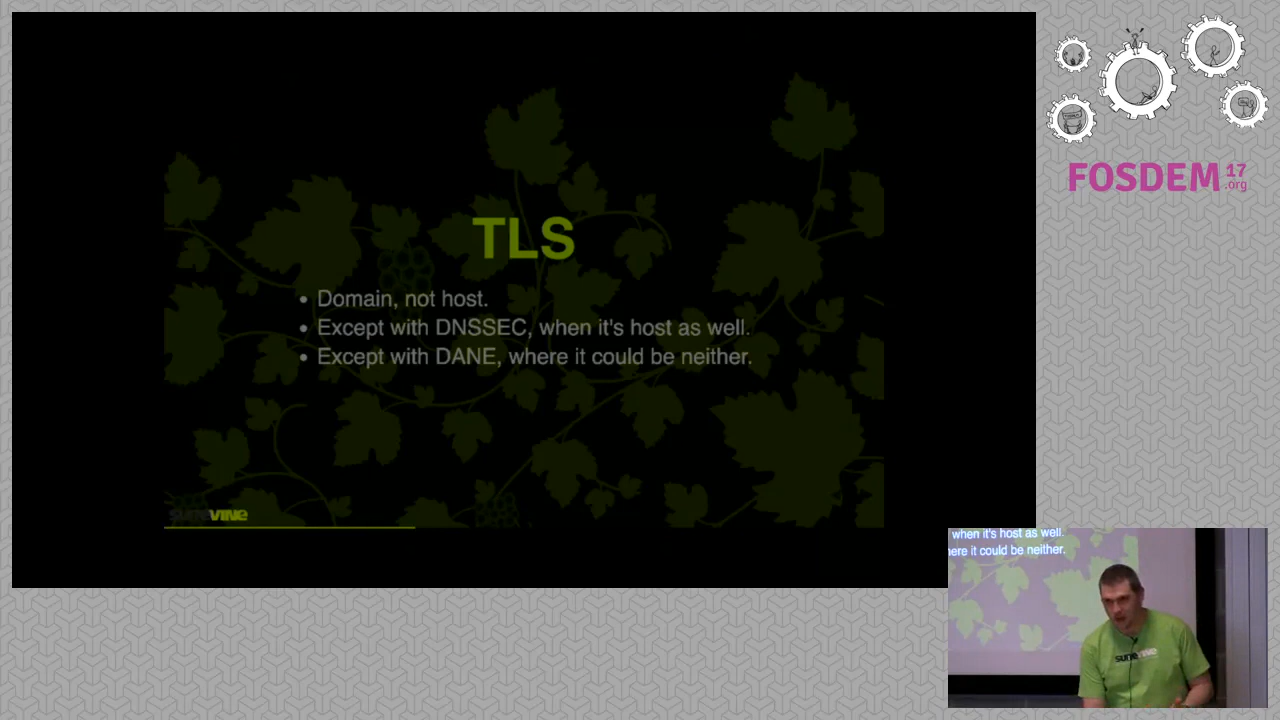 TLS
Domain, not host.
Except with DNSSEC, when it's host as well.
Except with DANE, where it could be neither.
SUREVINE
FOSDEM 17
.org
when it's host as well.
ere it could be neither.
SUREVINE